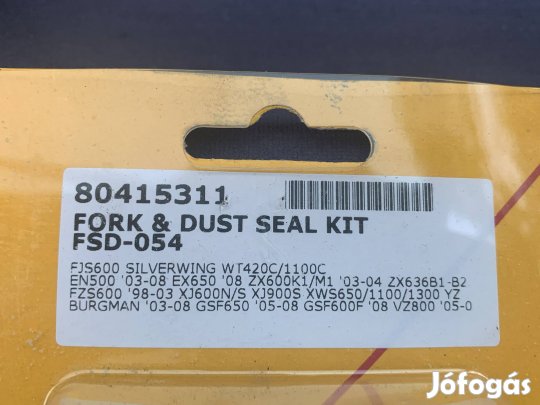 80415311
FORK & DUST SEAL KIT
FSD-054
FJS600 SILVERWING WT420C/1100C
EN500 '03-08 EX650 '08 ZX600K1/M1 '03-04 ZX636B1-B2
FZS600 '98-03 XJ600N/S XJ900S XWS650/1100/1300 YZ
BURGMAN '03-08 GSF650 '05-08 GSF600F '08 VZ800 '05-0
Jófogás